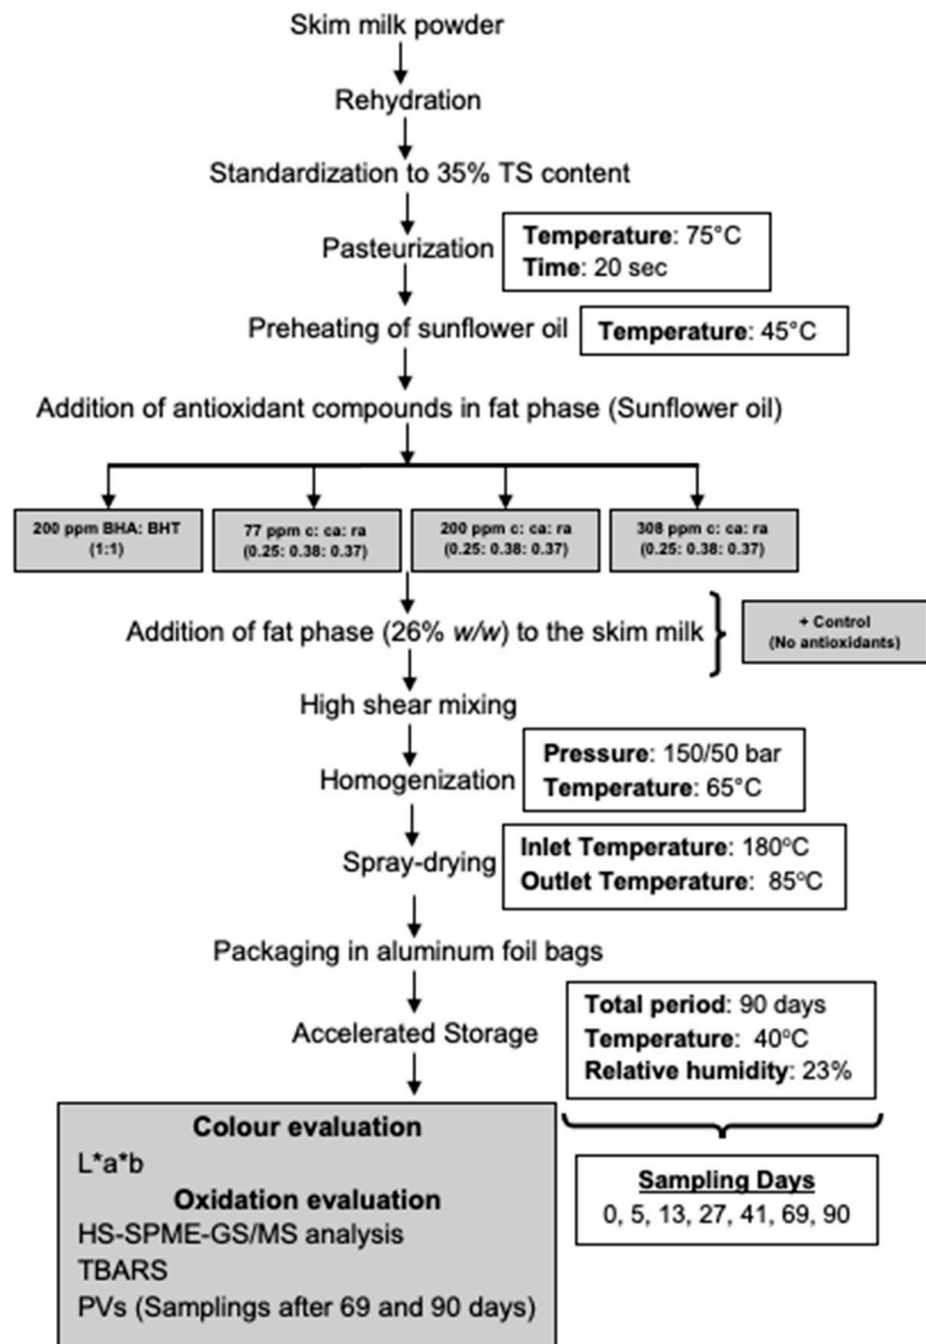 Skim milk powder
Rehydration
Standardization to 35% TS content
Pasteurization
Temperature: 75°C
Time: 20 sec
Preheating of sunflower oil
Temperature: 45°C
Addition of antioxidant compounds in fat phase (Sunflower oil)
200 ppm BHA: BHT
(1:1)
77 ppm c: ca: ra
(0.25: 0.38: 0.37)
200 ppm c: ca: ra
(0.25: 0.38: 0.37)
308 ppm c: ca: ra
(0.25: 0.38: 0.37)
Addition of fat phase (26% w/w) to the skim milk
+ Control
(No antioxidants)
High shear mixing
Homogenization
Pressure: 150/50 bar
Temperature: 65°C
Spray-drying
Inlet Temperature: 180°C
Outlet Temperature: 85°C
Packaging in aluminum foil bags
Accelerated Storage
Total period: 90 days
Temperature: 40°C
Relative humidity: 23%
Colour evaluation
L*a*b
Oxidation evaluation
HS-SPME-GS/MS analysis
TBARS
PVs (Samplings after 69 and 90 days)
Sampling Days
0, 5, 13, 27, 41, 69, 90